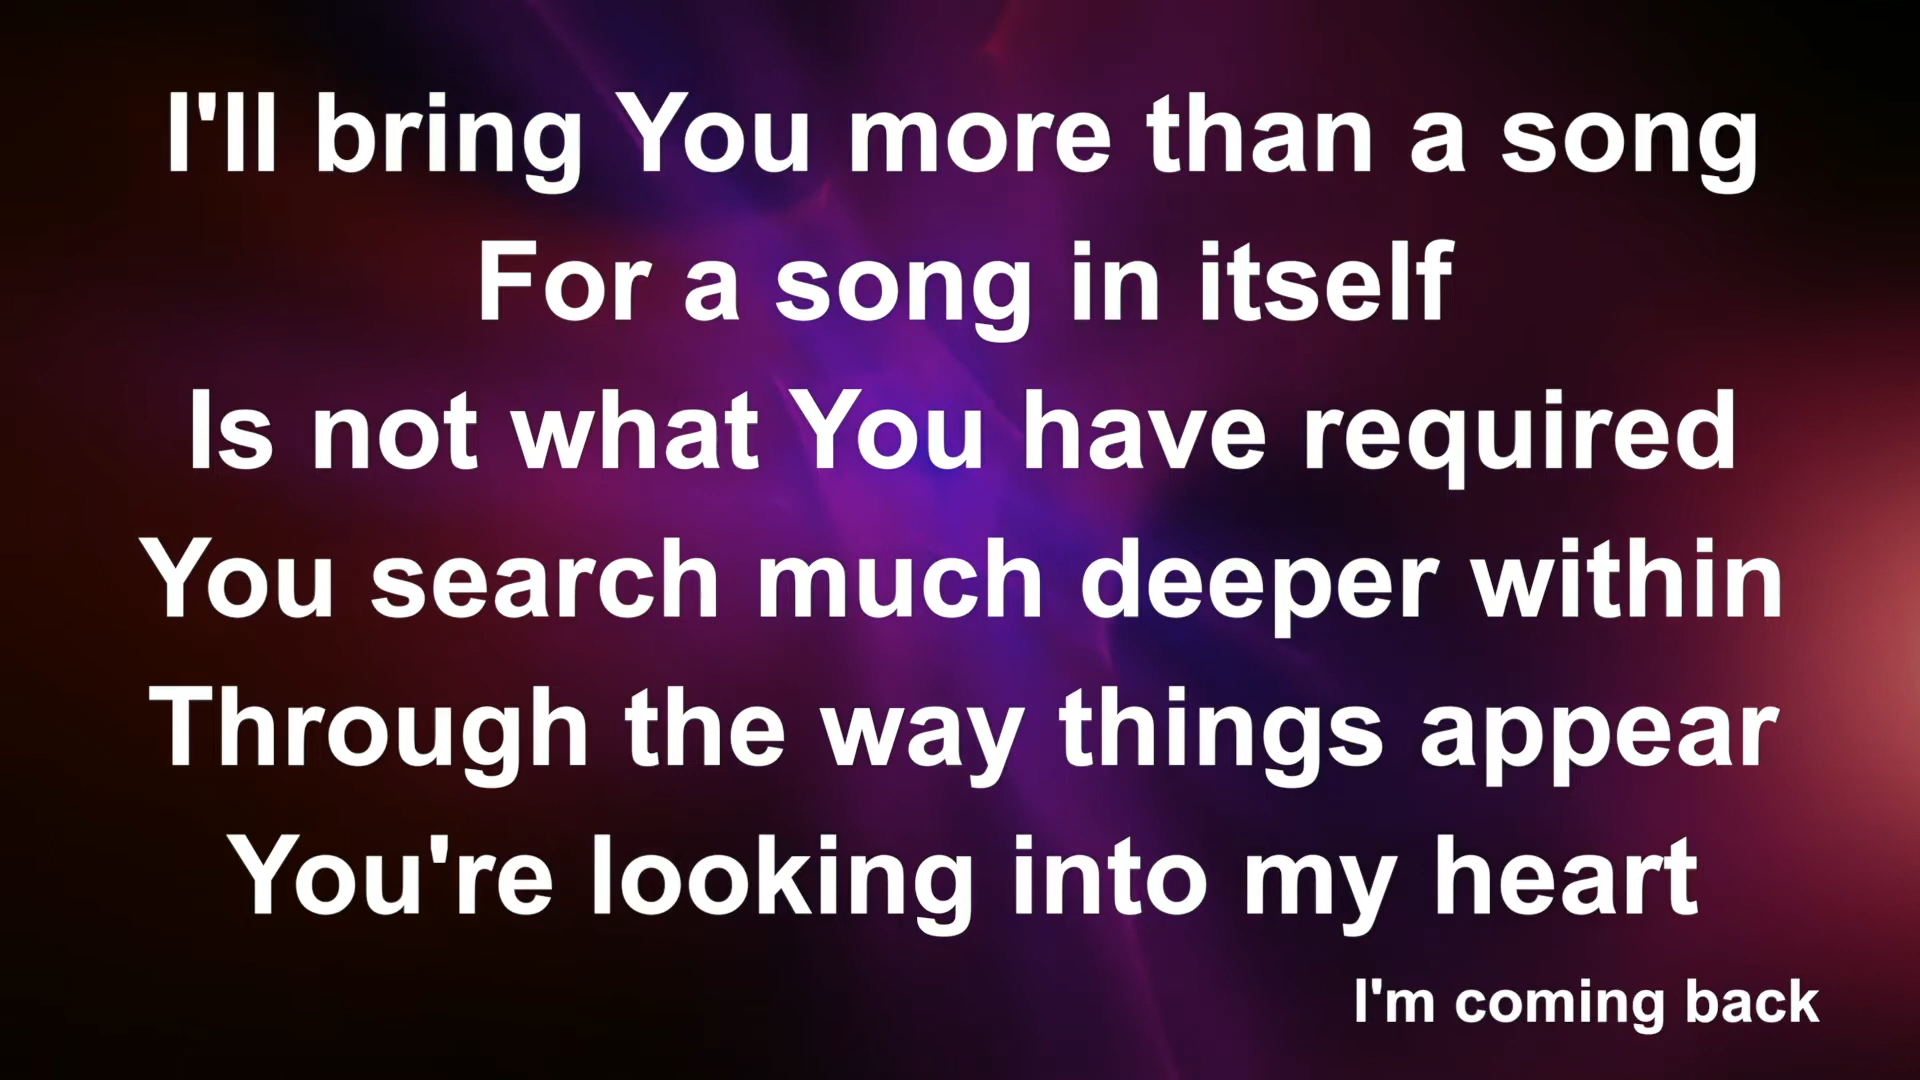 I'll bring You more than a song
For a song in itself
Is not what You have required
You search much deeper within
Through the way things appear
You're looking into my heart
I'm coming back